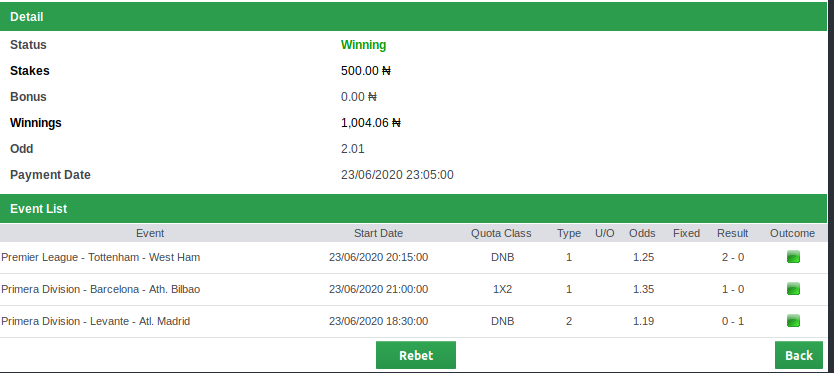 Detail
Status Winning
Stakes 500.00 ₦
Bonus 0.00 ₦
Winnings 1,004.06 ₦
Odd 2.01
Payment Date 23/06/2020 23:05:00
Event List
Event Start Date Quota Class Type U/O Odds Fixed Result Outcome
Premier League - Tottenham - West Ham 23/06/2020 20:15:00 DNB 1 1.25 2 - 0
Primera Division - Barcelona - Ath. Bilbao 23/06/2020 21:00:00 1X2 1 1.35 1 - 0
Primera Division - Levante - Atl. Madrid 23/06/2020 18:30:00 DNB 2 1.19 0 - 1
Rebet Back